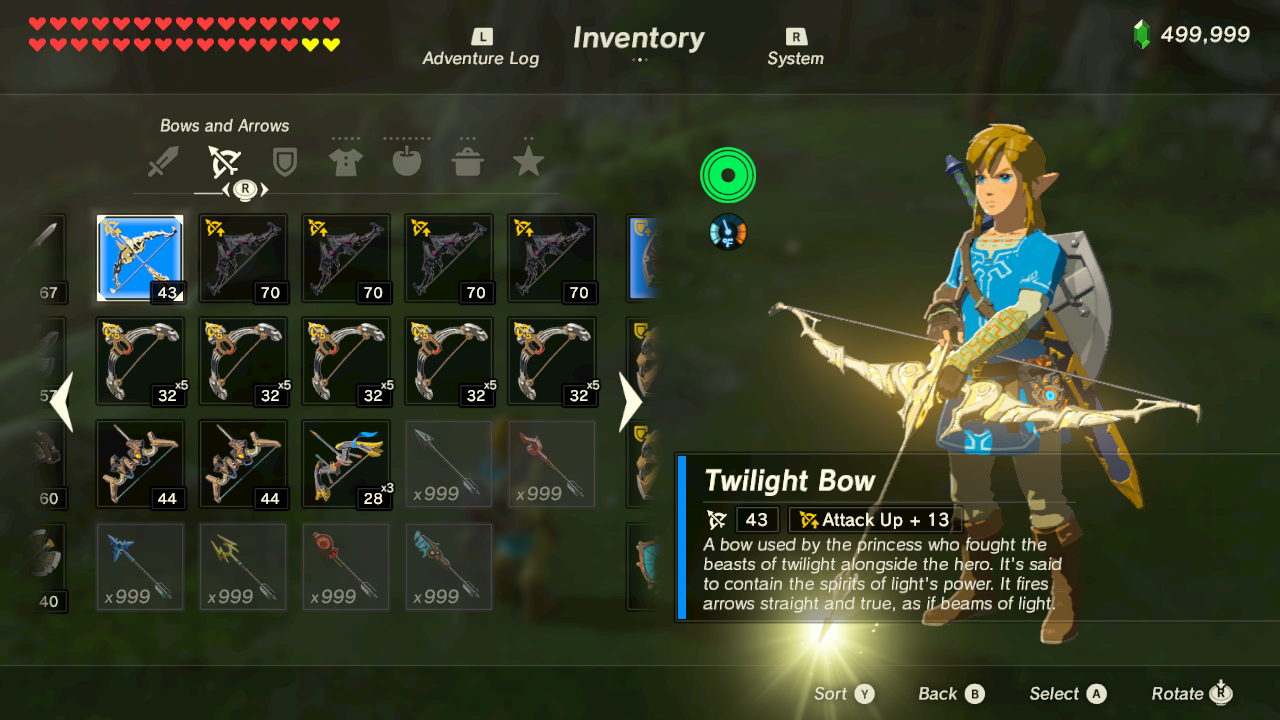 L Inventory R 499,999
Adventure Log System
Bows and Arrows
R
°F
67 43 70 70 70 70
57 32 x5 32 x5 32 x5 32 x5 32 x5
60 44 44 28 x3 x999 x999
40 x999 x999 x999 x999
Twilight Bow
43 Attack Up + 13
A bow used by the princess who fought the
beasts of twilight alongside the hero. It's said
to contain the spirits of light's power. It fires
arrows straight and true, as if beams of light.
Sort Y Back B Select A Rotate R